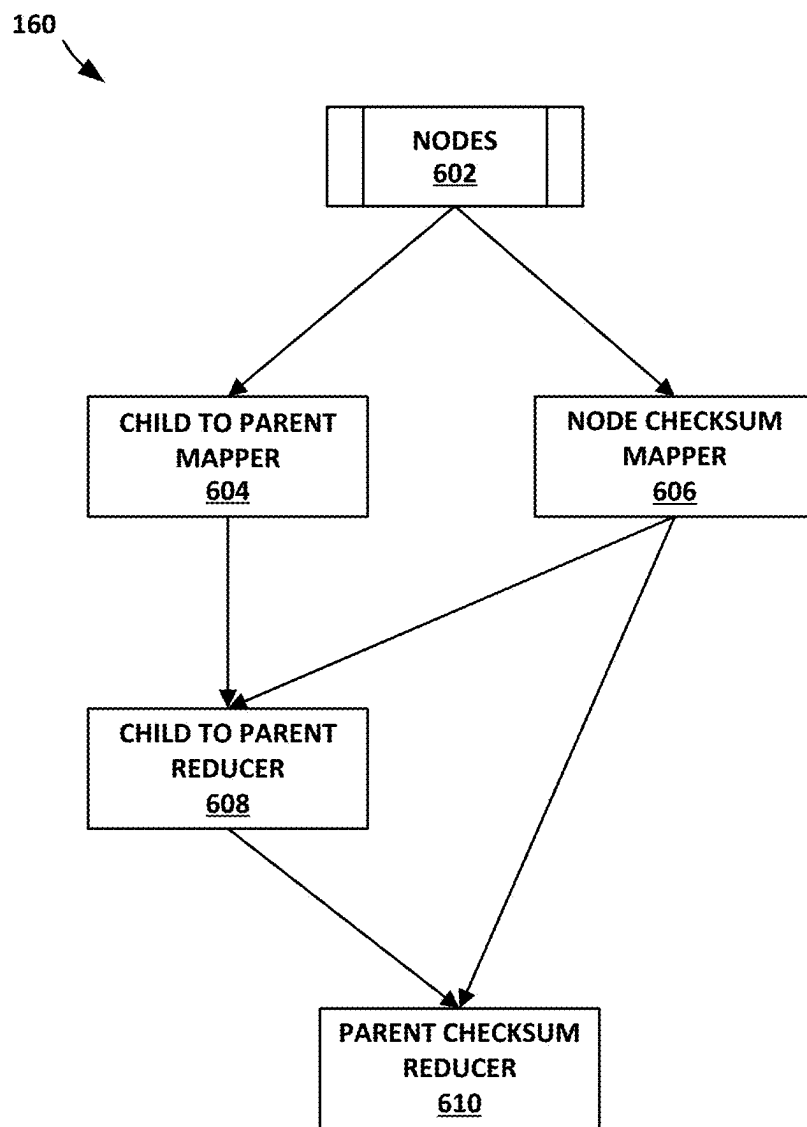 160
NODES
602
CHILD TO PARENT
MAPPER
604
NODE CHECKSUM
MAPPER
606
CHILD TO PARENT
REDUCER
608
PARENT CHECKSUM
REDUCER
610